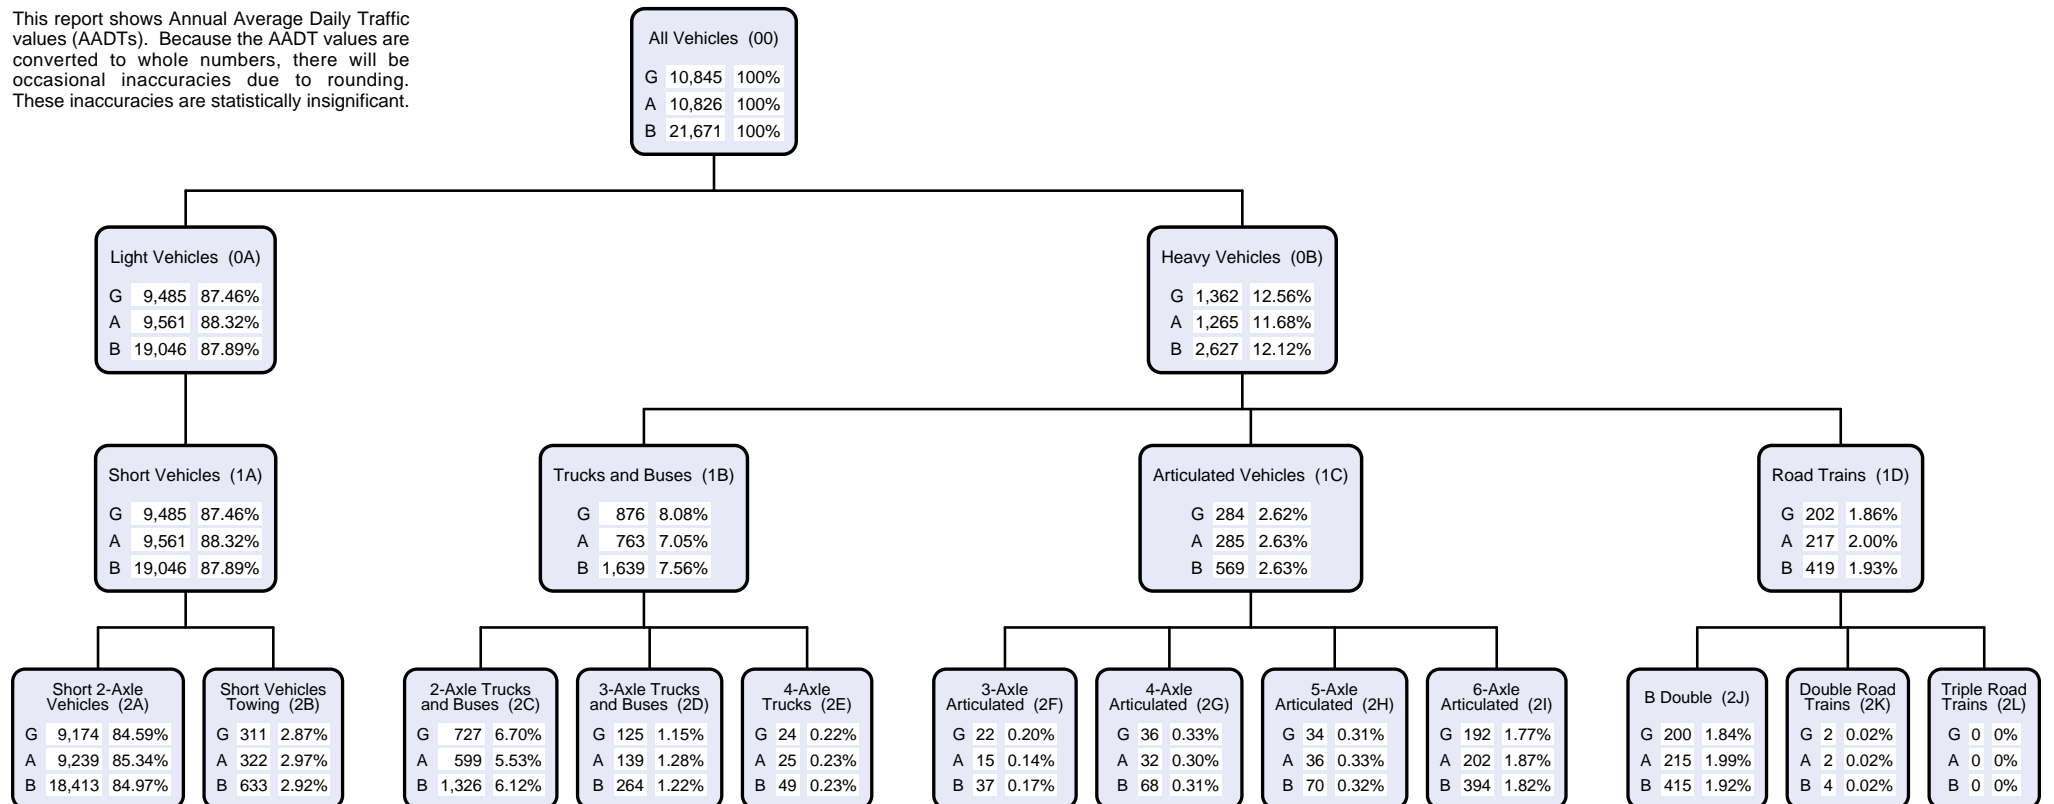 This report shows Annual Average Daily Traffic
values (AADTs). Because the AADT values are
converted to whole numbers, there will be
occasional inaccuracies due to rounding.
These inaccuracies are statistically insignificant.
All Vehicles (00)
G 10,845 100%
A 10,826 100%
B 21,671 100%
Light Vehicles (0A)
G 9,485 87.46%
A 9,561 88.32%
B 19,046 87.89%
Heavy Vehicles (0B)
G 1,362 12.56%
A 1,265 11.68%
B 2,627 12.12%
Short Vehicles (1A)
G 9,485 87.46%
A 9,561 88.32%
B 19,046 87.89%
Trucks and Buses (1B)
G 876 8.08%
A 763 7.05%
B 1,639 7.56%
Articulated Vehicles (1C)
G 284 2.62%
A 285 2.63%
B 569 2.63%
Road Trains (1D)
G 202 1.86%
A 217 2.00%
B 419 1.93%
Short 2-Axle
Vehicles (2A)
G 9,174 84.59%
A 9,239 85.34%
B 18,413 84.97%
Short Vehicles
Towing (2B)
G 311 2.87%
A 322 2.97%
B 633 2.92%
2-Axle Trucks
and Buses (2C)
G 727 6.70%
A 599 5.53%
B 1,326 6.12%
3-Axle Trucks
and Buses (2D)
G 125 1.15%
A 139 1.28%
B 264 1.22%
4-Axle
Trucks (2E)
G 24 0.22%
A 25 0.23%
B 49 0.23%
3-Axle
Articulated (2F)
G 22 0.20%
A 15 0.14%
B 37 0.17%
4-Axle
Articulated (2G)
G 36 0.33%
A 32 0.30%
B 68 0.31%
5-Axle
Articulated (2H)
G 34 0.31%
A 36 0.33%
B 70 0.32%
6-Axle
Articulated (2I)
G 192 1.77%
A 202 1.87%
B 394 1.82%
B Double (2J)
G 200 1.84%
A 215 1.99%
B 415 1.92%
Double Road
Trains (2K)
G 2 0.02%
A 2 0.02%
B 4 0.02%
Triple Road
Trains (2L)
G 0 0%
A 0 0%
B 0 0%